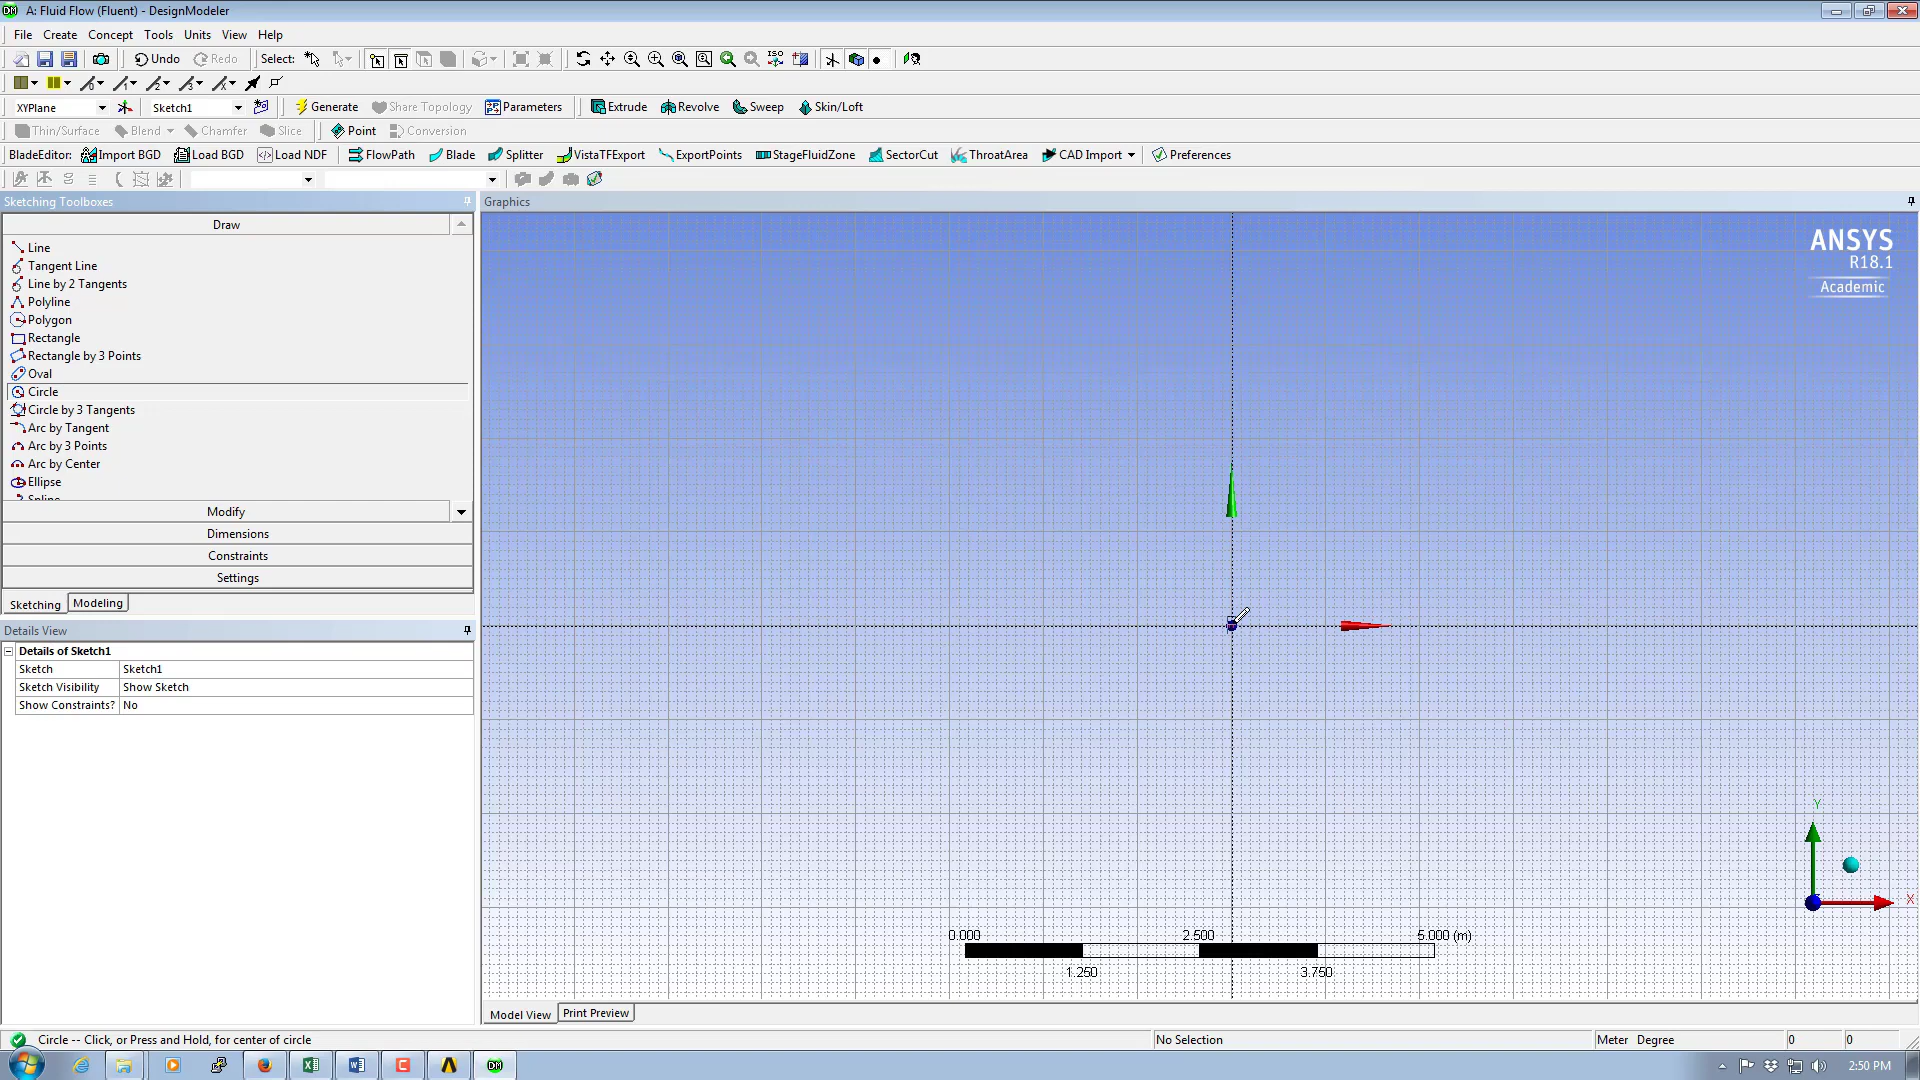 A: Fluid Flow (Fluent) - DesignModeler
File Create Concept Tools Units View Help
Undo Redo Select:
XYPlane Sketch1 Generate Share Topology Parameters Extrude Revolve Sweep Skin/Loft
Thin/Surface Blend Chamfer Slice Point Conversion
BladeEditor: Import BGD Load BGD Load NDF FlowPath Blade Splitter VistaTFExport ExportPoints StageFluidZone SectorCut ThroatArea CAD Import Preferences
Sketching Toolboxes
Draw
Line
Tangent Line
Line by 2 Tangents
Polyline
Polygon
Rectangle
Rectangle by 3 Points
Oval
Circle
Circle by 3 Tangents
Arc by Tangent
Arc by 3 Points
Arc by Center
Ellipse
Spline
Modify
Dimensions
Constraints
Settings
Sketching Modeling
Details View
Details of Sketch1
Sketch Sketch1
Sketch Visibility Show Sketch
Show Constraints? No
Graphics
ANSYS
R18.1
Academic
Y
X
0.000 2.500 5.000 (m)
1.250 3.750
Model View Print Preview
Circle -- Click, or Press and Hold, for center of circle No Selection Meter Degree 0 0
2:50 PM